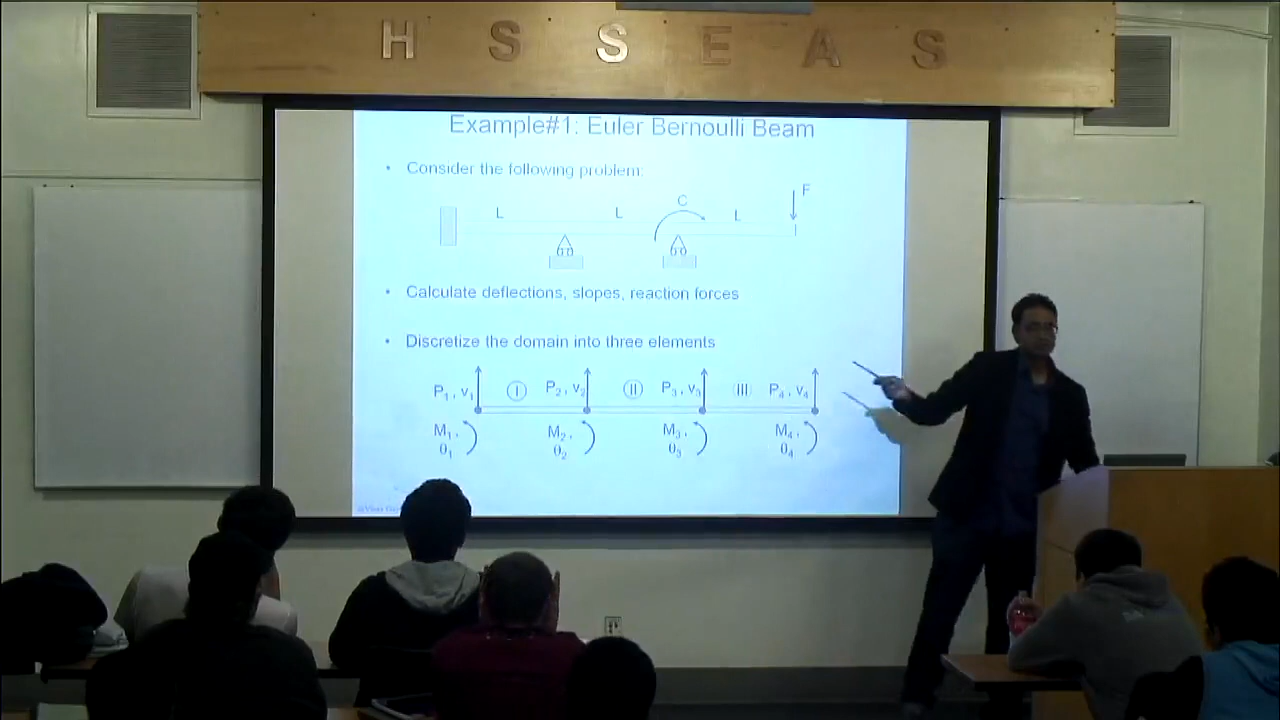 H S S E A S
Example#1: Euler Bernoulli Beam
• Consider the following problem:
L L C L F
• Calculate deflections, slopes, reaction forces
• Discretize the domain into three elements
P1, v1 I P2, v2 II P3, v3 III P4, v4
M1, M2, M3, M4,
θ1 θ2 θ3 θ4